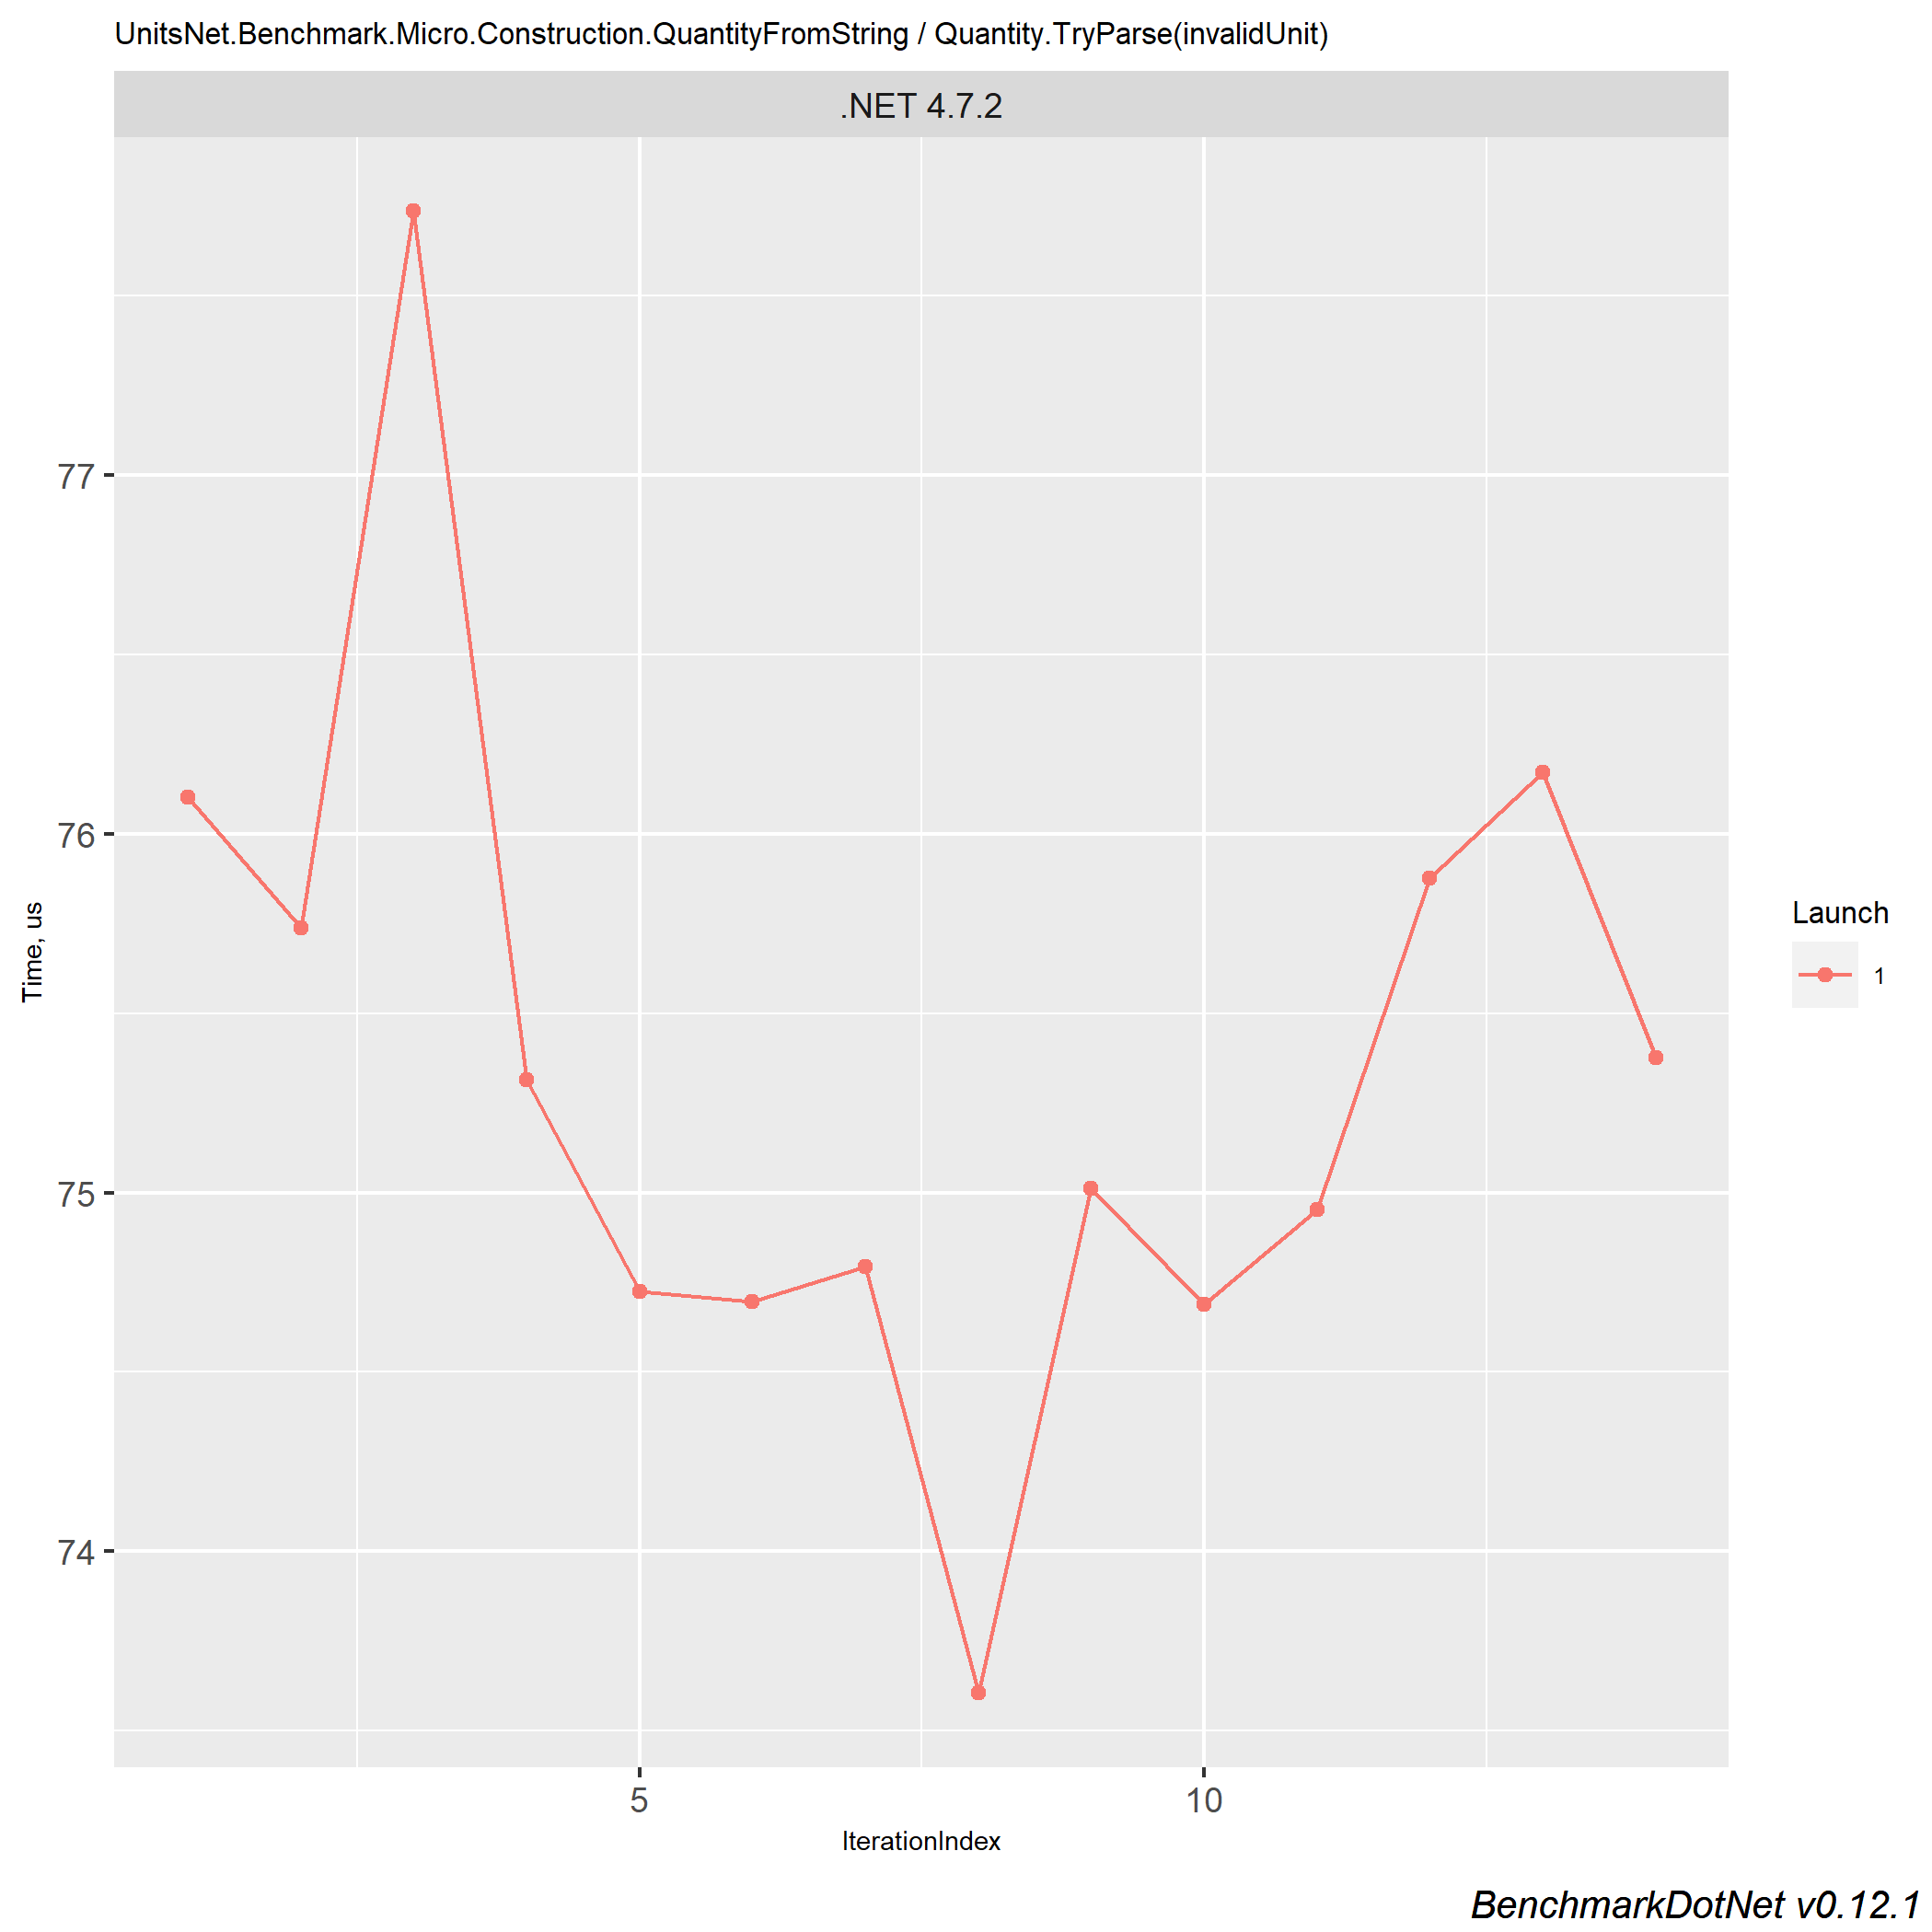 UnitsNet.Benchmark.Micro.Construction.QuantityFromString / Quantity.TryParse(invalidUnit)
.NET 4.7.2
77
76
75
74
Time, us
5
10
IterationIndex
Launch
1
BenchmarkDotNet v0.12.1